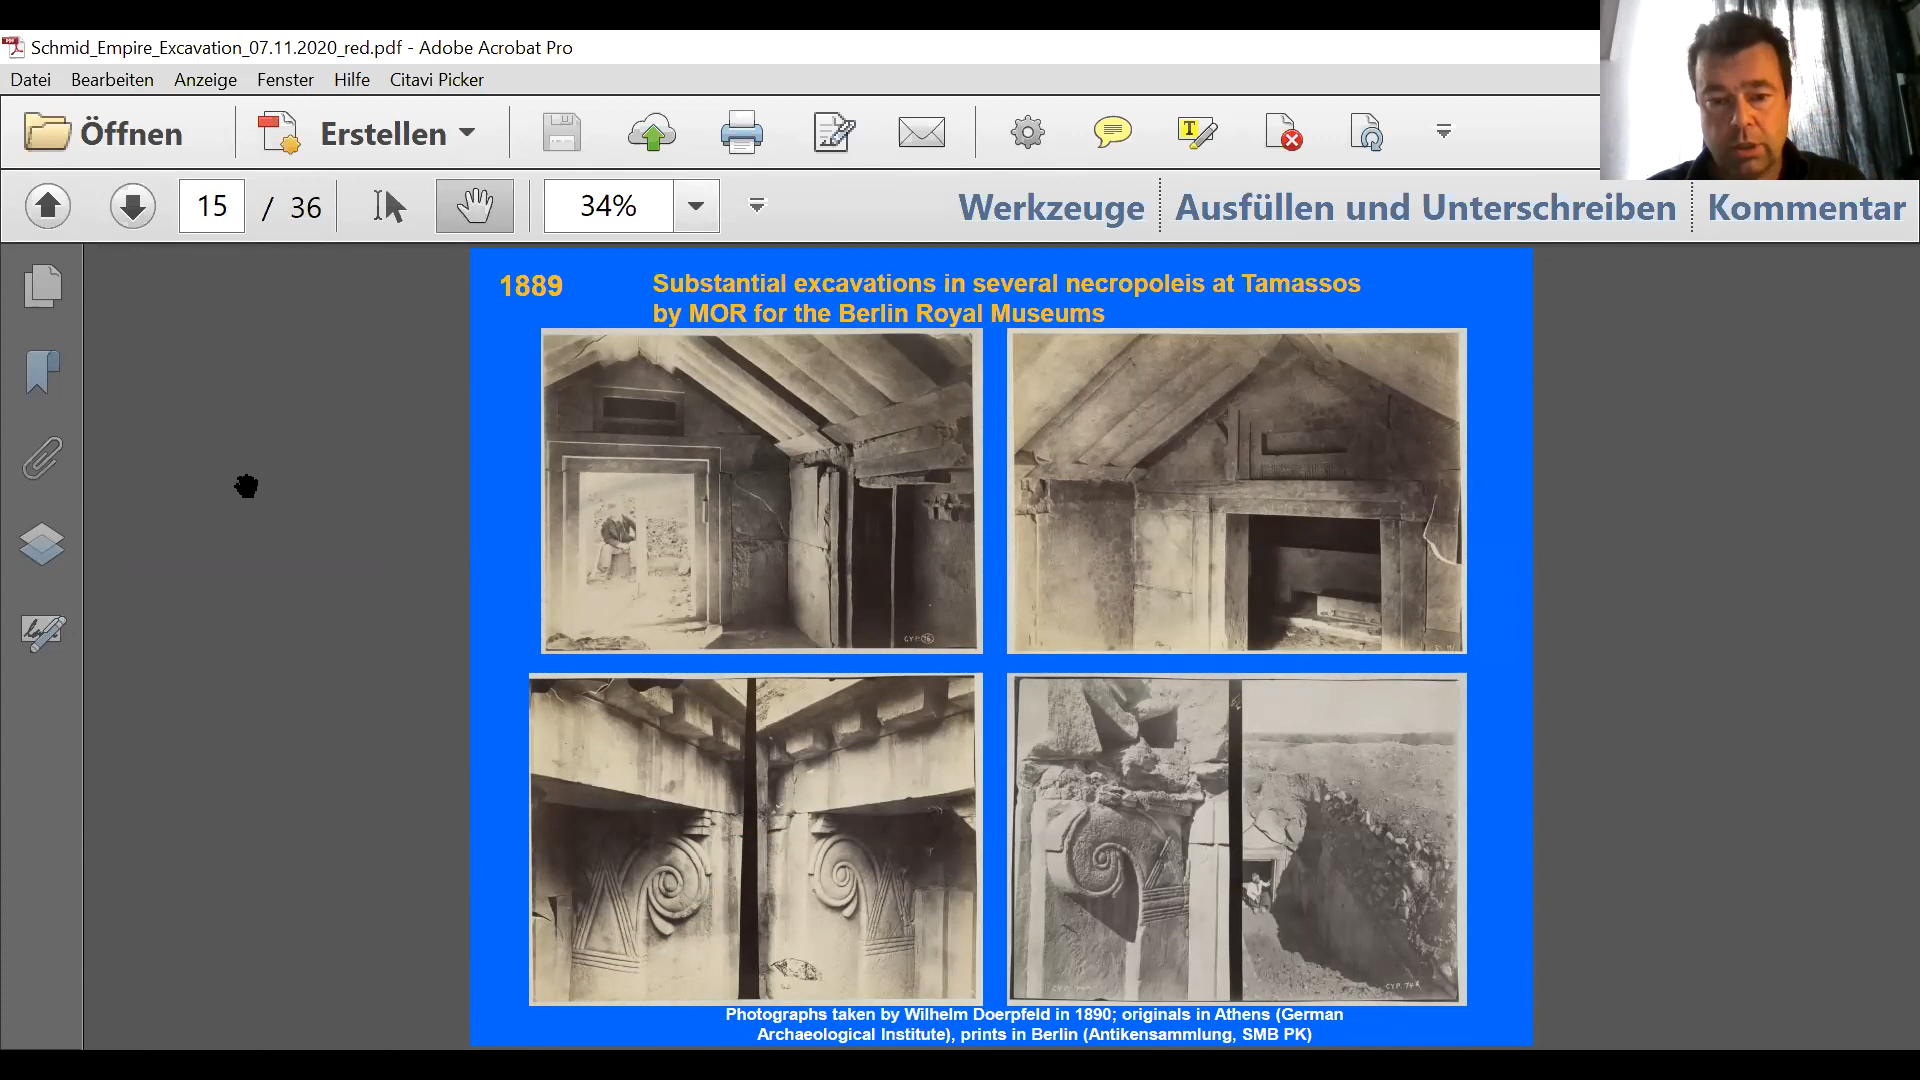 Schmid_Empire_Excavation_07.11.2020_red.pdf - Adobe Acrobat Pro
Datei Bearbeiten Anzeige Fenster Hilfe Citavi Picker
Öffnen Erstellen
15 / 36 34% Werkzeuge Ausfüllen und Unterschreiben Kommentar
1889 Substantial excavations in several necropoleis at Tamassos
by MOR for the Berlin Royal Museums
Photographs taken by Wilhelm Doerpfeld in 1890; originals in Athens (German
Archaeological Institute), prints in Berlin (Antikensammlung, SMB PK)